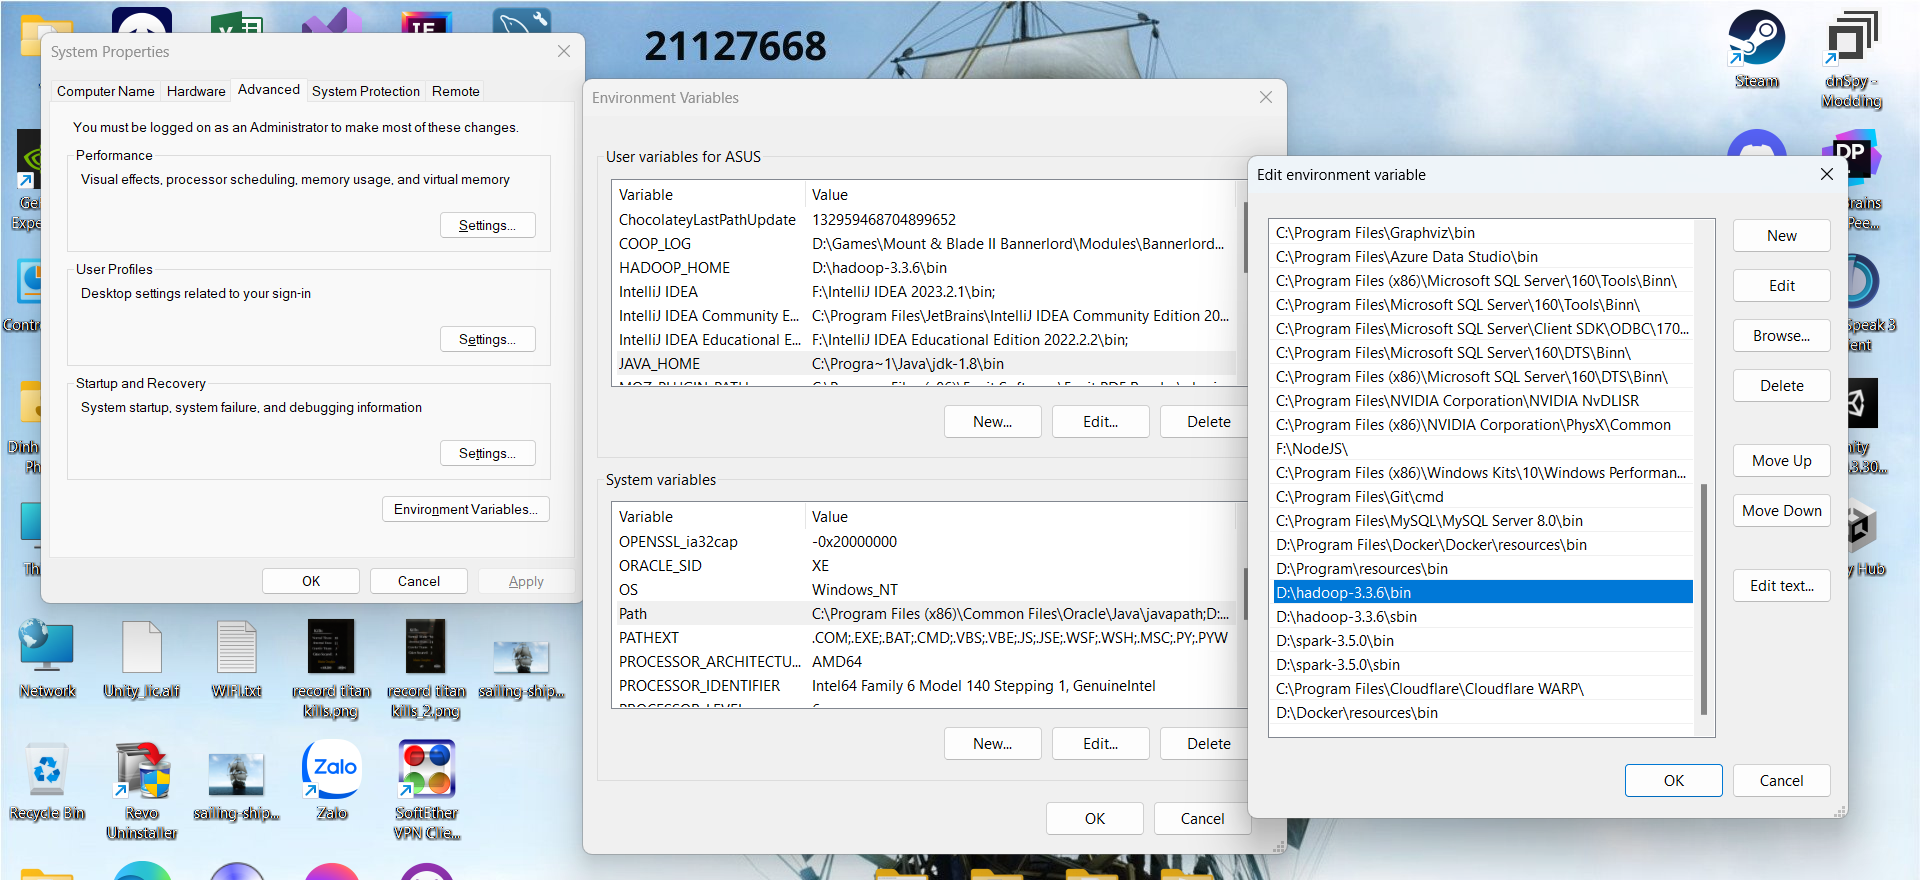 21127668
System Properties
Computer Name
Hardware
Advanced
System Protection
Remote
You must be logged on as an Administrator to make most of these changes.
Performance
Visual effects, processor scheduling, memory usage, and virtual memory
Settings...
User Profiles
Desktop settings related to your sign-in
Settings...
Startup and Recovery
System startup, system failure, and debugging information
Settings...
Environment Variables...
OK
Cancel
Apply
Environment Variables
User variables for ASUS
Variable Value
ChocolateyLastPathUpdate 132959468704899652
COOP_LOG D:\Games\Mount & Blade II Bannerlord\Modules\Bannerlord...
HADOOP_HOME D:\hadoop-3.3.6\bin
IntelliJ IDEA F:\IntelliJ IDEA 2023.2.1\bin;
IntelliJ IDEA Community E... C:\Program Files\JetBrains\IntelliJ IDEA Community Edition 20...
IntelliJ IDEA Educational E... F:\IntelliJ IDEA Educational Edition 2022.2.2\bin;
JAVA_HOME C:\Progra~1\Java\jdk-1.8\bin
New...
Edit...
Delete
System variables
Variable Value
OPENSSL_ia32cap -0x20000000
ORACLE_SID XE
OS Windows_NT
Path C:\Program Files (x86)\Common Files\Oracle\Java\javapath;D:...
PATHEXT .COM;.EXE;.BAT;.CMD;.VBS;.VBE;.JS;.JSE;.WSF;.WSH;.MSC;.PY;.PYW
PROCESSOR_ARCHITECTU... AMD64
PROCESSOR_IDENTIFIER Intel64 Family 6 Model 140 Stepping 1, GenuineIntel
New...
Edit...
Delete
OK
Cancel
Edit environment variable
C:\Program Files\Graphviz\bin
C:\Program Files\Azure Data Studio\bin
C:\Program Files (x86)\Microsoft SQL Server\160\Tools\Binn\
C:\Program Files\Microsoft SQL Server\160\Tools\Binn\
C:\Program Files\Microsoft SQL Server\Client SDK\ODBC\170...
C:\Program Files\Microsoft SQL Server\160\DTS\Binn\
C:\Program Files (x86)\Microsoft SQL Server\160\DTS\Binn\
C:\Program Files\NVIDIA Corporation\NVIDIA NvDLISR
C:\Program Files (x86)\NVIDIA Corporation\PhysX\Common
F:\NodeJS\
C:\Program Files (x86)\Windows Kits\10\Windows Performan...
C:\Program Files\Git\cmd
C:\Program Files\MySQL\MySQL Server 8.0\bin
D:\Program Files\Docker\Docker\resources\bin
D:\Program\resources\bin
D:\hadoop-3.3.6\bin
D:\hadoop-3.3.6\sbin
D:\spark-3.5.0\bin
D:\spark-3.5.0\sbin
C:\Program Files\Cloudflare\Cloudflare WARP\
D:\Docker\resources\bin
New
Edit
Browse...
Delete
Move Up
Move Down
Edit text...
OK
Cancel
Steam
dnSpy -
Modding
DP
Network
Unity_lic.alf
WIFI.txt
record titan
kills.png
record titan
kills_2.png
sailing-ship...
Recycle Bin
Revo
Uninstaller
sailing-ship...
Zalo
Zalo
SoftEther
VPN Clie...